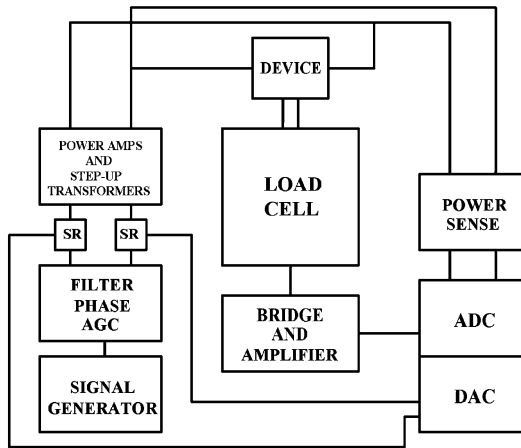 DEVICE
POWER AMPS
AND
STEP-UP
TRANSFORMERS
LOAD
CELL
POWER
SENSE
SR
SR
FILTER
PHASE
AGC
BRIDGE
AND
AMPLIFIER
ADC
SIGNAL
GENERATOR
DAC